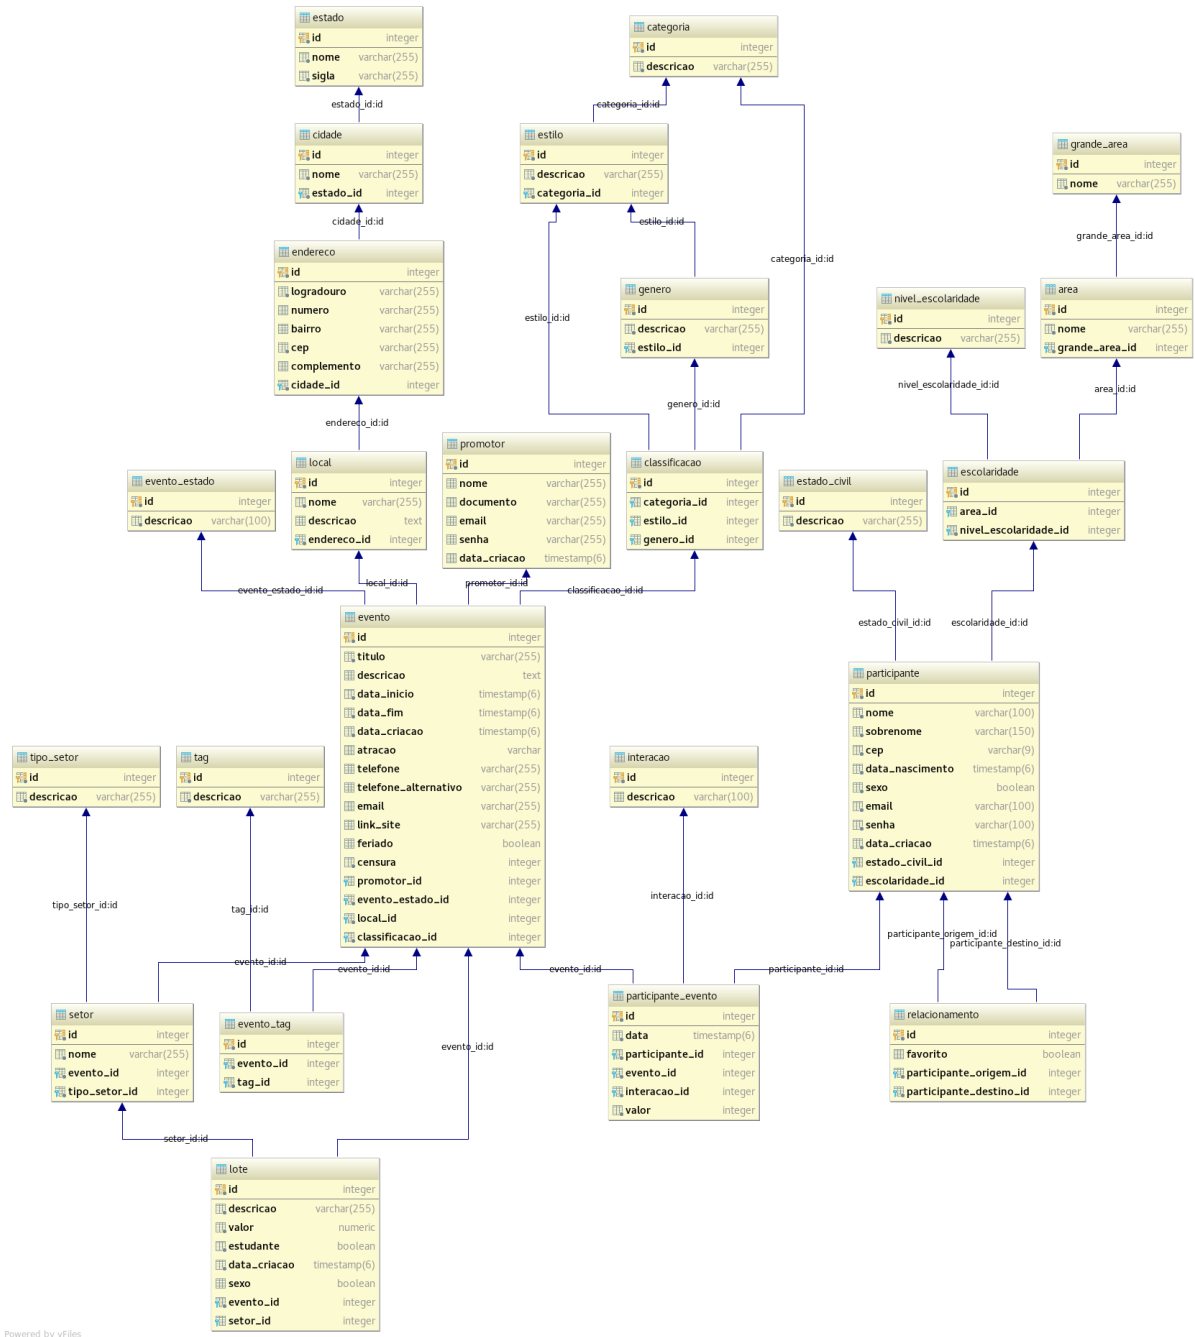 estado
id integer
nome varchar(255)
sigla varchar(255)
estado_id:id
categoria
id integer
descricao varchar(255)
categoria_id:id
cidade
id integer
nome varchar(255)
estado_id integer
cidade_id:id
estilo
id integer
descricao varchar(255)
categoria_id integer
estilo_id:id
categoria_id:id
grande_area
id integer
nome varchar(255)
grande_area_id:id
endereco
id integer
logradouro varchar(255)
numero varchar(255)
bairro varchar(255)
cep varchar(255)
complemento varchar(255)
cidade_id integer
endereco_id:id
estilo_id:id
genero
id integer
descricao varchar(255)
estilo_id integer
genero_id:id
nivel_escolaridade
id integer
descricao varchar(255)
nivel_escolaridade_id:id
area
id integer
nome varchar(255)
grande_area_id integer
area_id:id
evento_estado
id integer
descricao varchar(100)
evento_estado_id:id
local
id integer
nome varchar(255)
descricao text
endereco_id integer
local_id:id
promotor
id integer
nome varchar(255)
documento varchar(255)
email varchar(255)
senha varchar(255)
data_criacao timestamp(6)
promotor_id:id
classificacao
id integer
categoria_id integer
estilo_id integer
genero_id integer
classificacao_id:id
estado_civil
id integer
descricao varchar(255)
estado_civil_id:id
escolaridade
id integer
area_id integer
nivel_escolaridade_id integer
escolaridade_id:id
evento
id integer
titulo varchar(255)
descricao text
data_inicio timestamp(6)
data_fim timestamp(6)
data_criacao timestamp(6)
atracao varchar
telefone varchar(255)
telefone_alternativo varchar(255)
email varchar(255)
link_site varchar(255)
feriado boolean
censura integer
promotor_id integer
evento_estado_id integer
local_id integer
classificacao_id integer
participante
id integer
nome varchar(100)
sobrenome varchar(150)
cep varchar(9)
data_nascimento timestamp(6)
sexo boolean
email varchar(100)
senha varchar(100)
data_criacao timestamp(6)
estado_civil_id integer
escolaridade_id integer
tipo_setor
id integer
descricao varchar(255)
tipo_setor_id:id
tag
id integer
descricao varchar(255)
tag_id:id
interacao
id integer
descricao varchar(100)
interacao_id:id
participante_origem_id:id
participante_destino_id:id
evento_id:id
evento_id:id
evento_id:id
participante_id:id
setor
id integer
nome varchar(255)
evento_id integer
tipo_setor_id integer
evento_tag
id integer
evento_id integer
tag_id integer
evento_id:id
participante_evento
id integer
data timestamp(6)
participante_id integer
evento_id integer
interacao_id integer
valor integer
relacionamento
id integer
favorito boolean
participante_origem_id integer
participante_destino_id integer
setor_id:id
lote
id integer
descricao varchar(255)
valor numeric
estudante boolean
data_criacao timestamp(6)
sexo boolean
evento_id integer
setor_id integer
Powered by yFiles